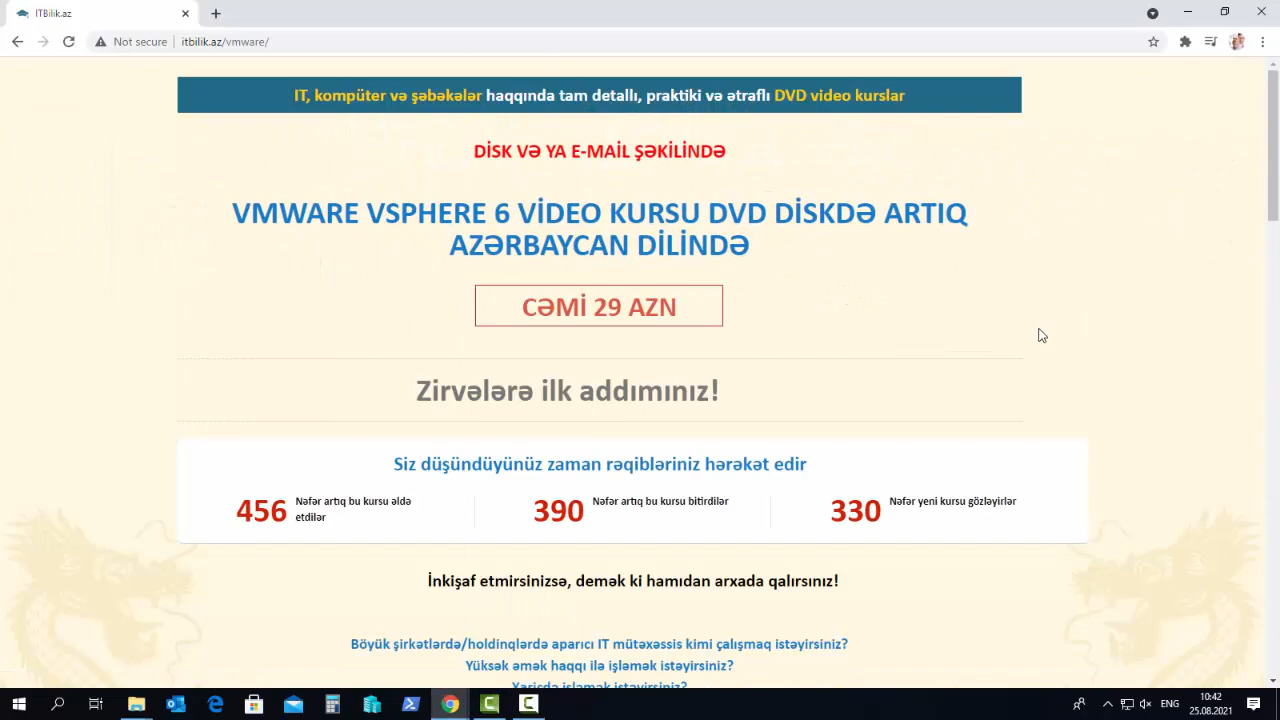 ITBilik.az
Not secure
itbilik.az/vmware/
IT, kompüter və şəbəkələr haqqında tam detallı, praktiki və ətraflı DVD video kurslar
DİSK VƏ YA E-MAİL ŞƏKİLİNDƏ
VMWARE VSPHERE 6 VİDEO KURSU DVD DİSKDƏ ARTIQ
AZƏRBAYCAN DİLİNDƏ
CƏMİ 29 AZN
Zirvələrə ilk addımınız!
Siz düşündüyünüz zaman rəqibləriniz hərəkət edir
456 Nəfər artıq bu kursu əldə
etdilər
390 Nəfər artıq bu kursu bitirdilər
330 Nəfər yeni kursu gözləyirlər
İnkişaf etmirsinizsə, demək ki hamıdan arxada qalırsınız!
Böyük şirkətlərdə/holdinqlərdə aparıcı IT mütəxəssis kimi çalışmaq istəyirsiniz?
Yüksək əmək haqqı ilə işləmək istəyirsiniz?
Xaricdə işləmək istəyirsiniz?
ENG
10:42
25.08.2021